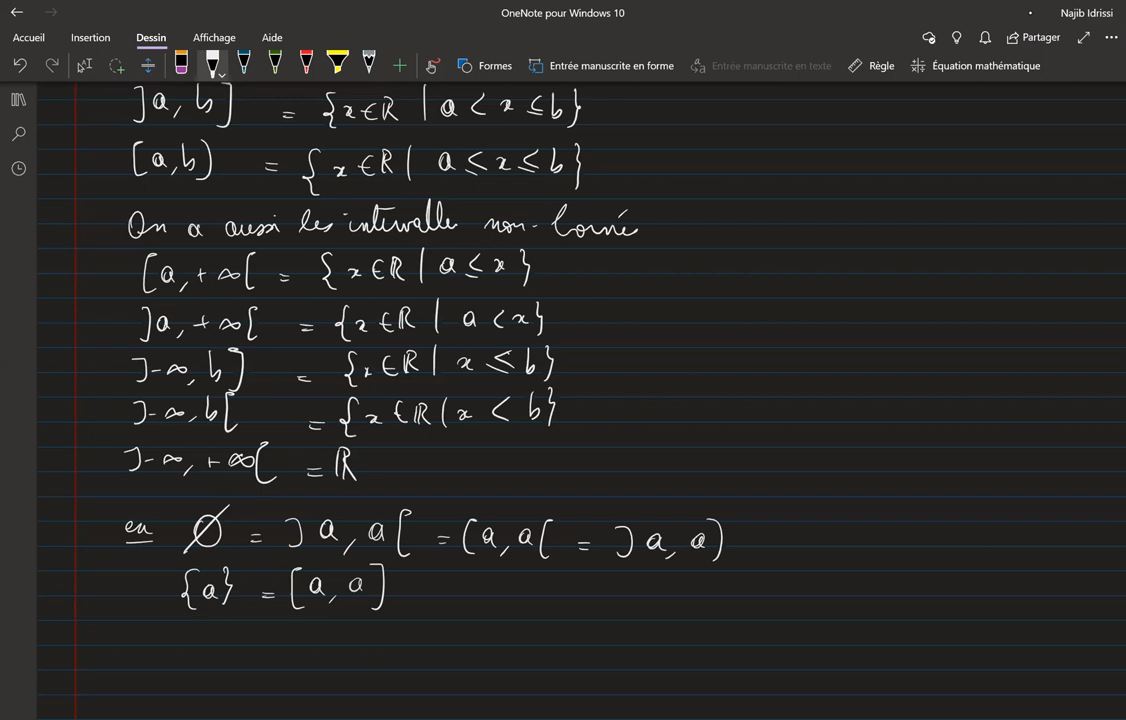 OneNote pour Windows 10
Najib Idrissi
Accueil Insertion Dessin Affichage Aide
Partager
Formes Entrée manuscrite en forme Entrée manuscrite en texte Règle Équation mathématique
]a, b] = {x∈ℝ | a < x ≤ b}
[a, b] = {x∈ℝ | a ≤ x ≤ b}
On a aussi les intervalle non-borné
[a, +∞[ = {x∈ℝ | a ≤ x}
]a, +∞[ = {x∈ℝ | a < x}
]-∞, b] = {x∈ℝ | x ≤ b}
]-∞, b[ = {x∈ℝ | x < b}
]-∞, +∞[ = ℝ
ex ∅ = ]a, a[ = [a, a[ = ]a, a]
{a} = [a, a]